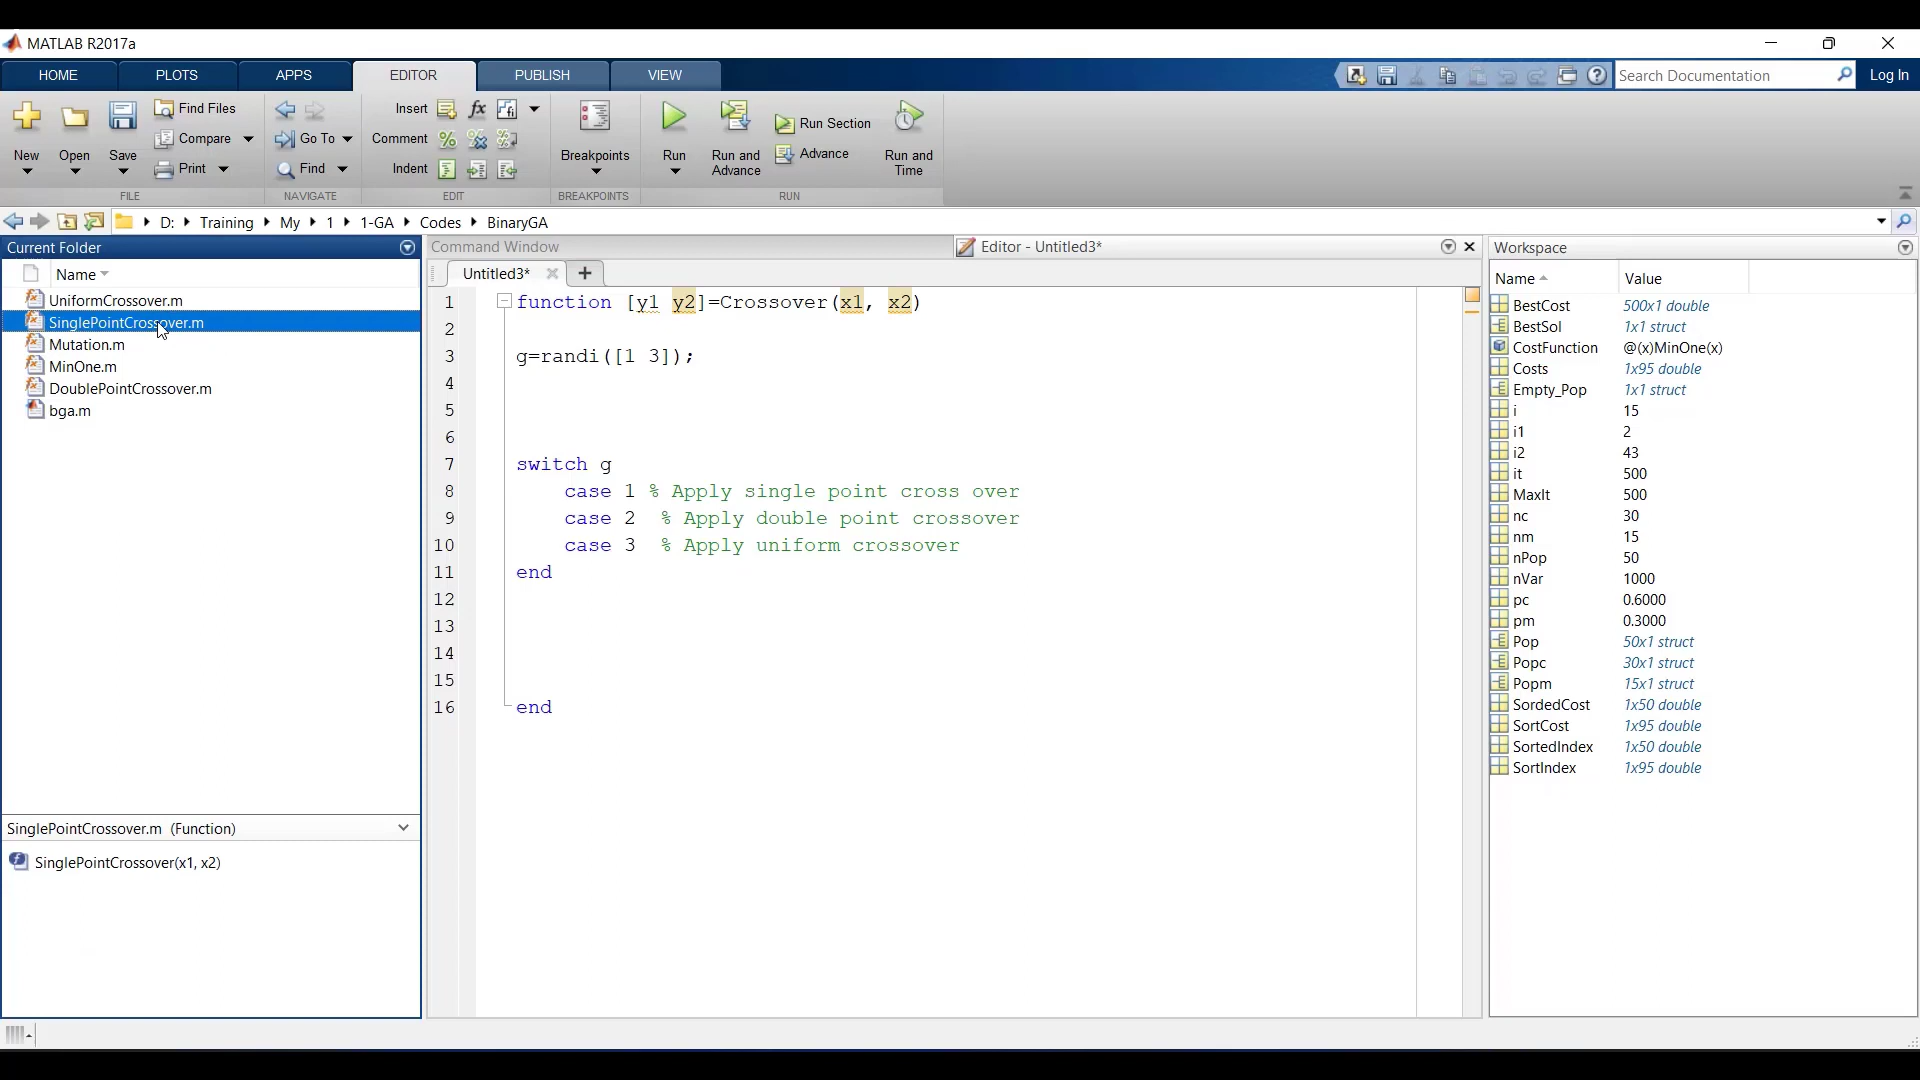 MATLAB R2017a
HOME PLOTS APPS EDITOR PUBLISH VIEW
Search Documentation Log In
New Open Save Find Files Compare Print
Go To Find
Insert fx
Comment
Indent
Breakpoints Run Run and Advance Run Section Advance Run and Time
FILE NAVIGATE EDIT BREAKPOINTS RUN
D: Training My 1 1-GA Codes BinaryGA
Current Folder
Name
UniformCrossover.m
SinglePointCrossover.m
Mutation.m
MinOne.m
DoublePointCrossover.m
bga.m
SinglePointCrossover.m (Function)
SinglePointCrossover(x1, x2)
Command Window
Editor - Untitled3*
Untitled3* +
1 function [y1 y2]=Crossover(x1, x2)
2
3 g=randi([1 3]);
4
5
6
7 switch g
8 case 1 % Apply single point cross over
9 case 2 % Apply double point crossover
10 case 3 % Apply uniform crossover
11 end
12
13
14
15
16 end
Workspace
Name Value
BestCost 500x1 double
BestSol 1x1 struct
CostFunction @(x)MinOne(x)
Costs 1x95 double
Empty_Pop 1x1 struct
i 15
i1 2
i2 43
it 500
MaxIt 500
nc 30
nm 15
nPop 50
nVar 1000
pc 0.6000
pm 0.3000
Pop 50x1 struct
Popc 30x1 struct
Popm 15x1 struct
SordedCost 1x50 double
SortCost 1x95 double
SortedIndex 1x50 double
SortIndex 1x95 double